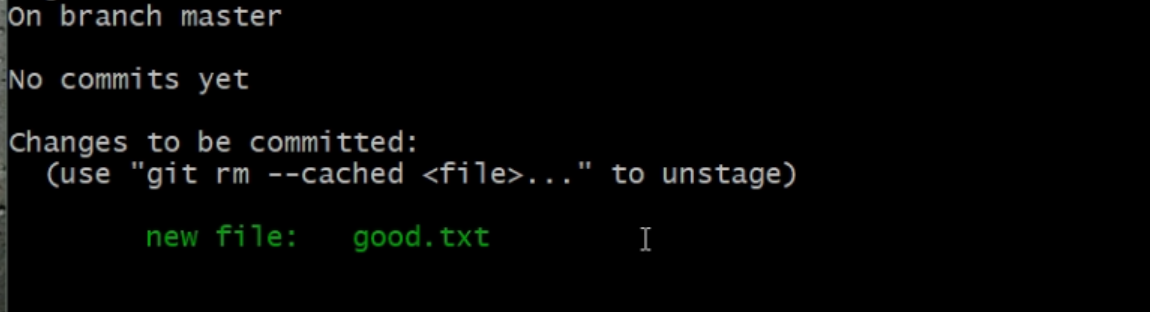 On branch master
No commits yet
Changes to be committed:
(use "git rm --cached <file>..." to unstage)
new file: good.txt